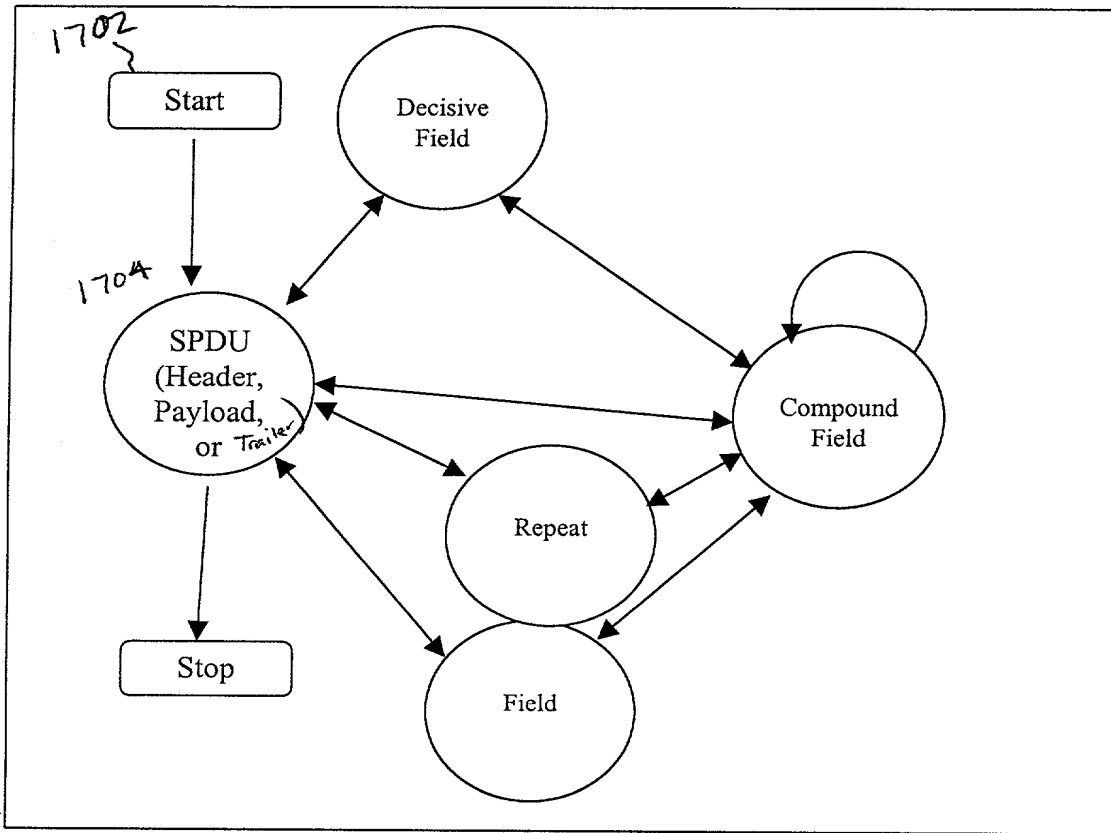 1702
Start
Decisive
Field
1704
SPDU
(Header,
Payload,
or Trailer)
Compound
Field
Repeat
Stop
Field